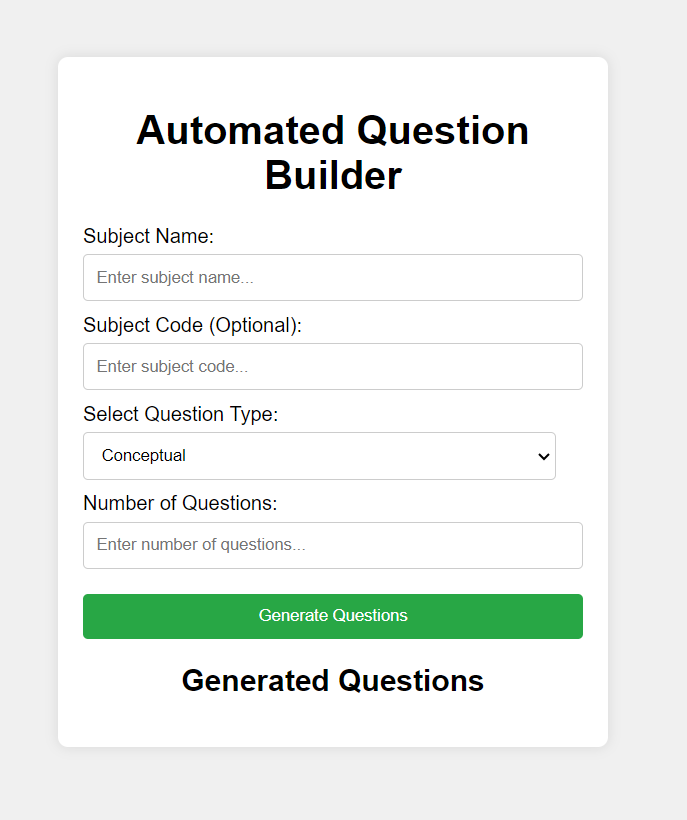 Automated Question
Builder
Subject Name:
Enter subject name...
Subject Code (Optional):
Enter subject code...
Select Question Type:
Conceptual
Number of Questions:
Enter number of questions...
Generate Questions
Generated Questions